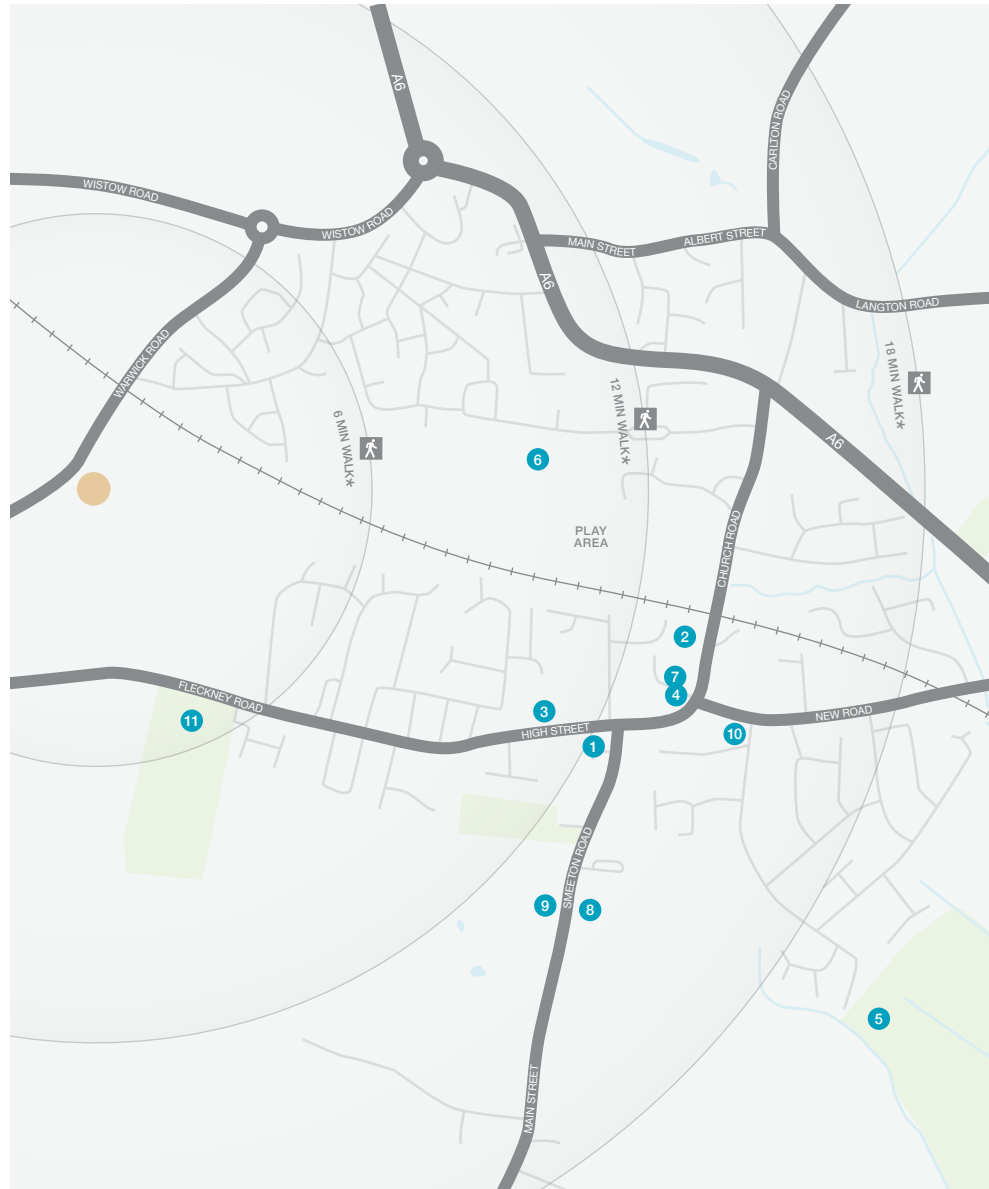 A6
CARLTON ROAD
WISTOW ROAD
WISTOW ROAD
MAIN STREET
ALBERT STREET
A6
LANGTON ROAD
WARWICK ROAD
18 MIN WALK*
12 MIN WALK*
6 MIN WALK*
A6
6
PLAY
AREA
CHURCH ROAD
2
7
4
FLECKNEY ROAD
11
3
HIGH STREET
1
NEW ROAD
10
SMEETON ROAD
9
8
5
MAIN STREET